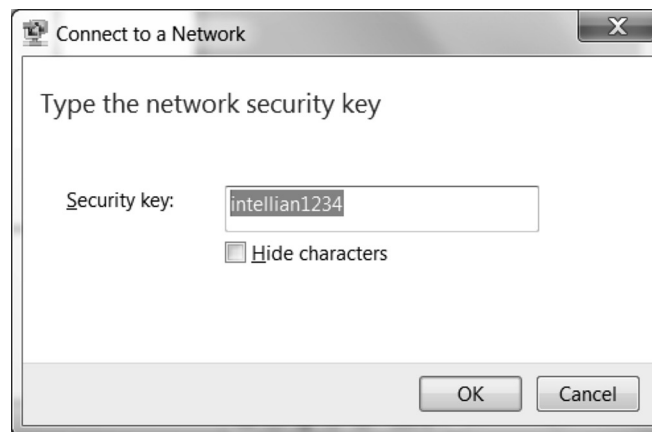 Connect to a Network
X
Type the network security key
Security key:
intellian1234
Hide characters
OK
Cancel